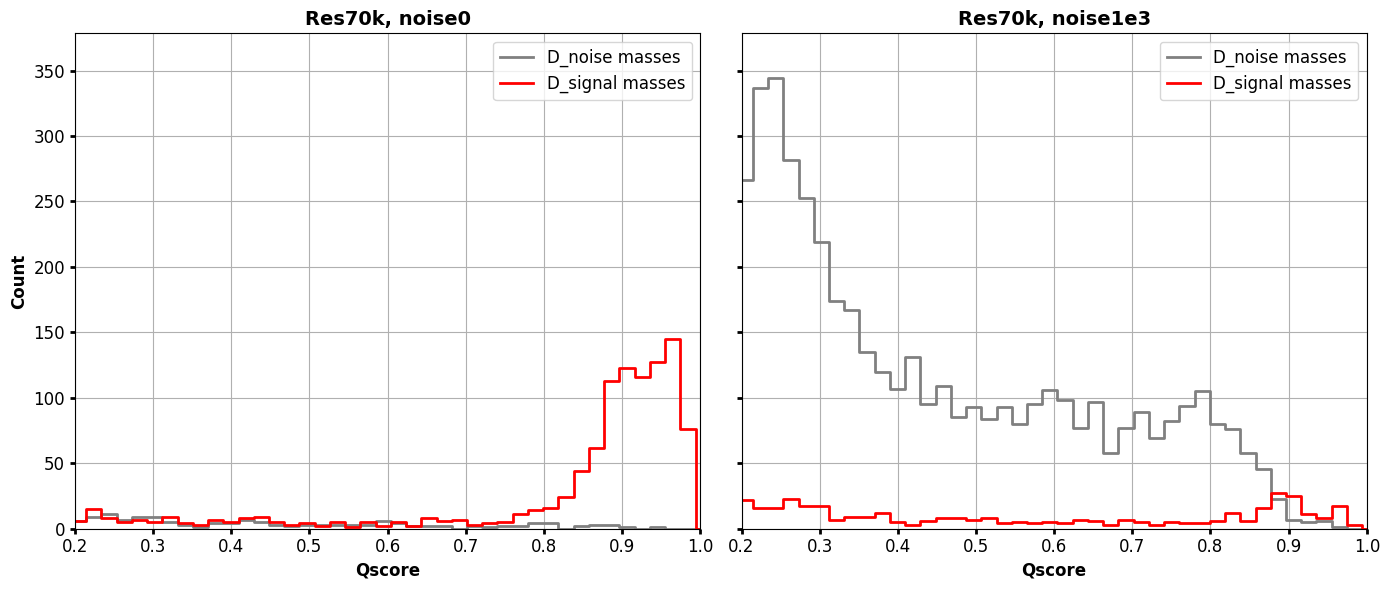 Res70k, noise0
Res70k, noise1e3
D_noise masses
D_signal masses
D_noise masses
D_signal masses
350
300
250
200
150
100
50
0
Count
0.2 0.3 0.4 0.5 0.6 0.7 0.8 0.9 1.0
0.2 0.3 0.4 0.5 0.6 0.7 0.8 0.9 1.0
Qscore
Qscore